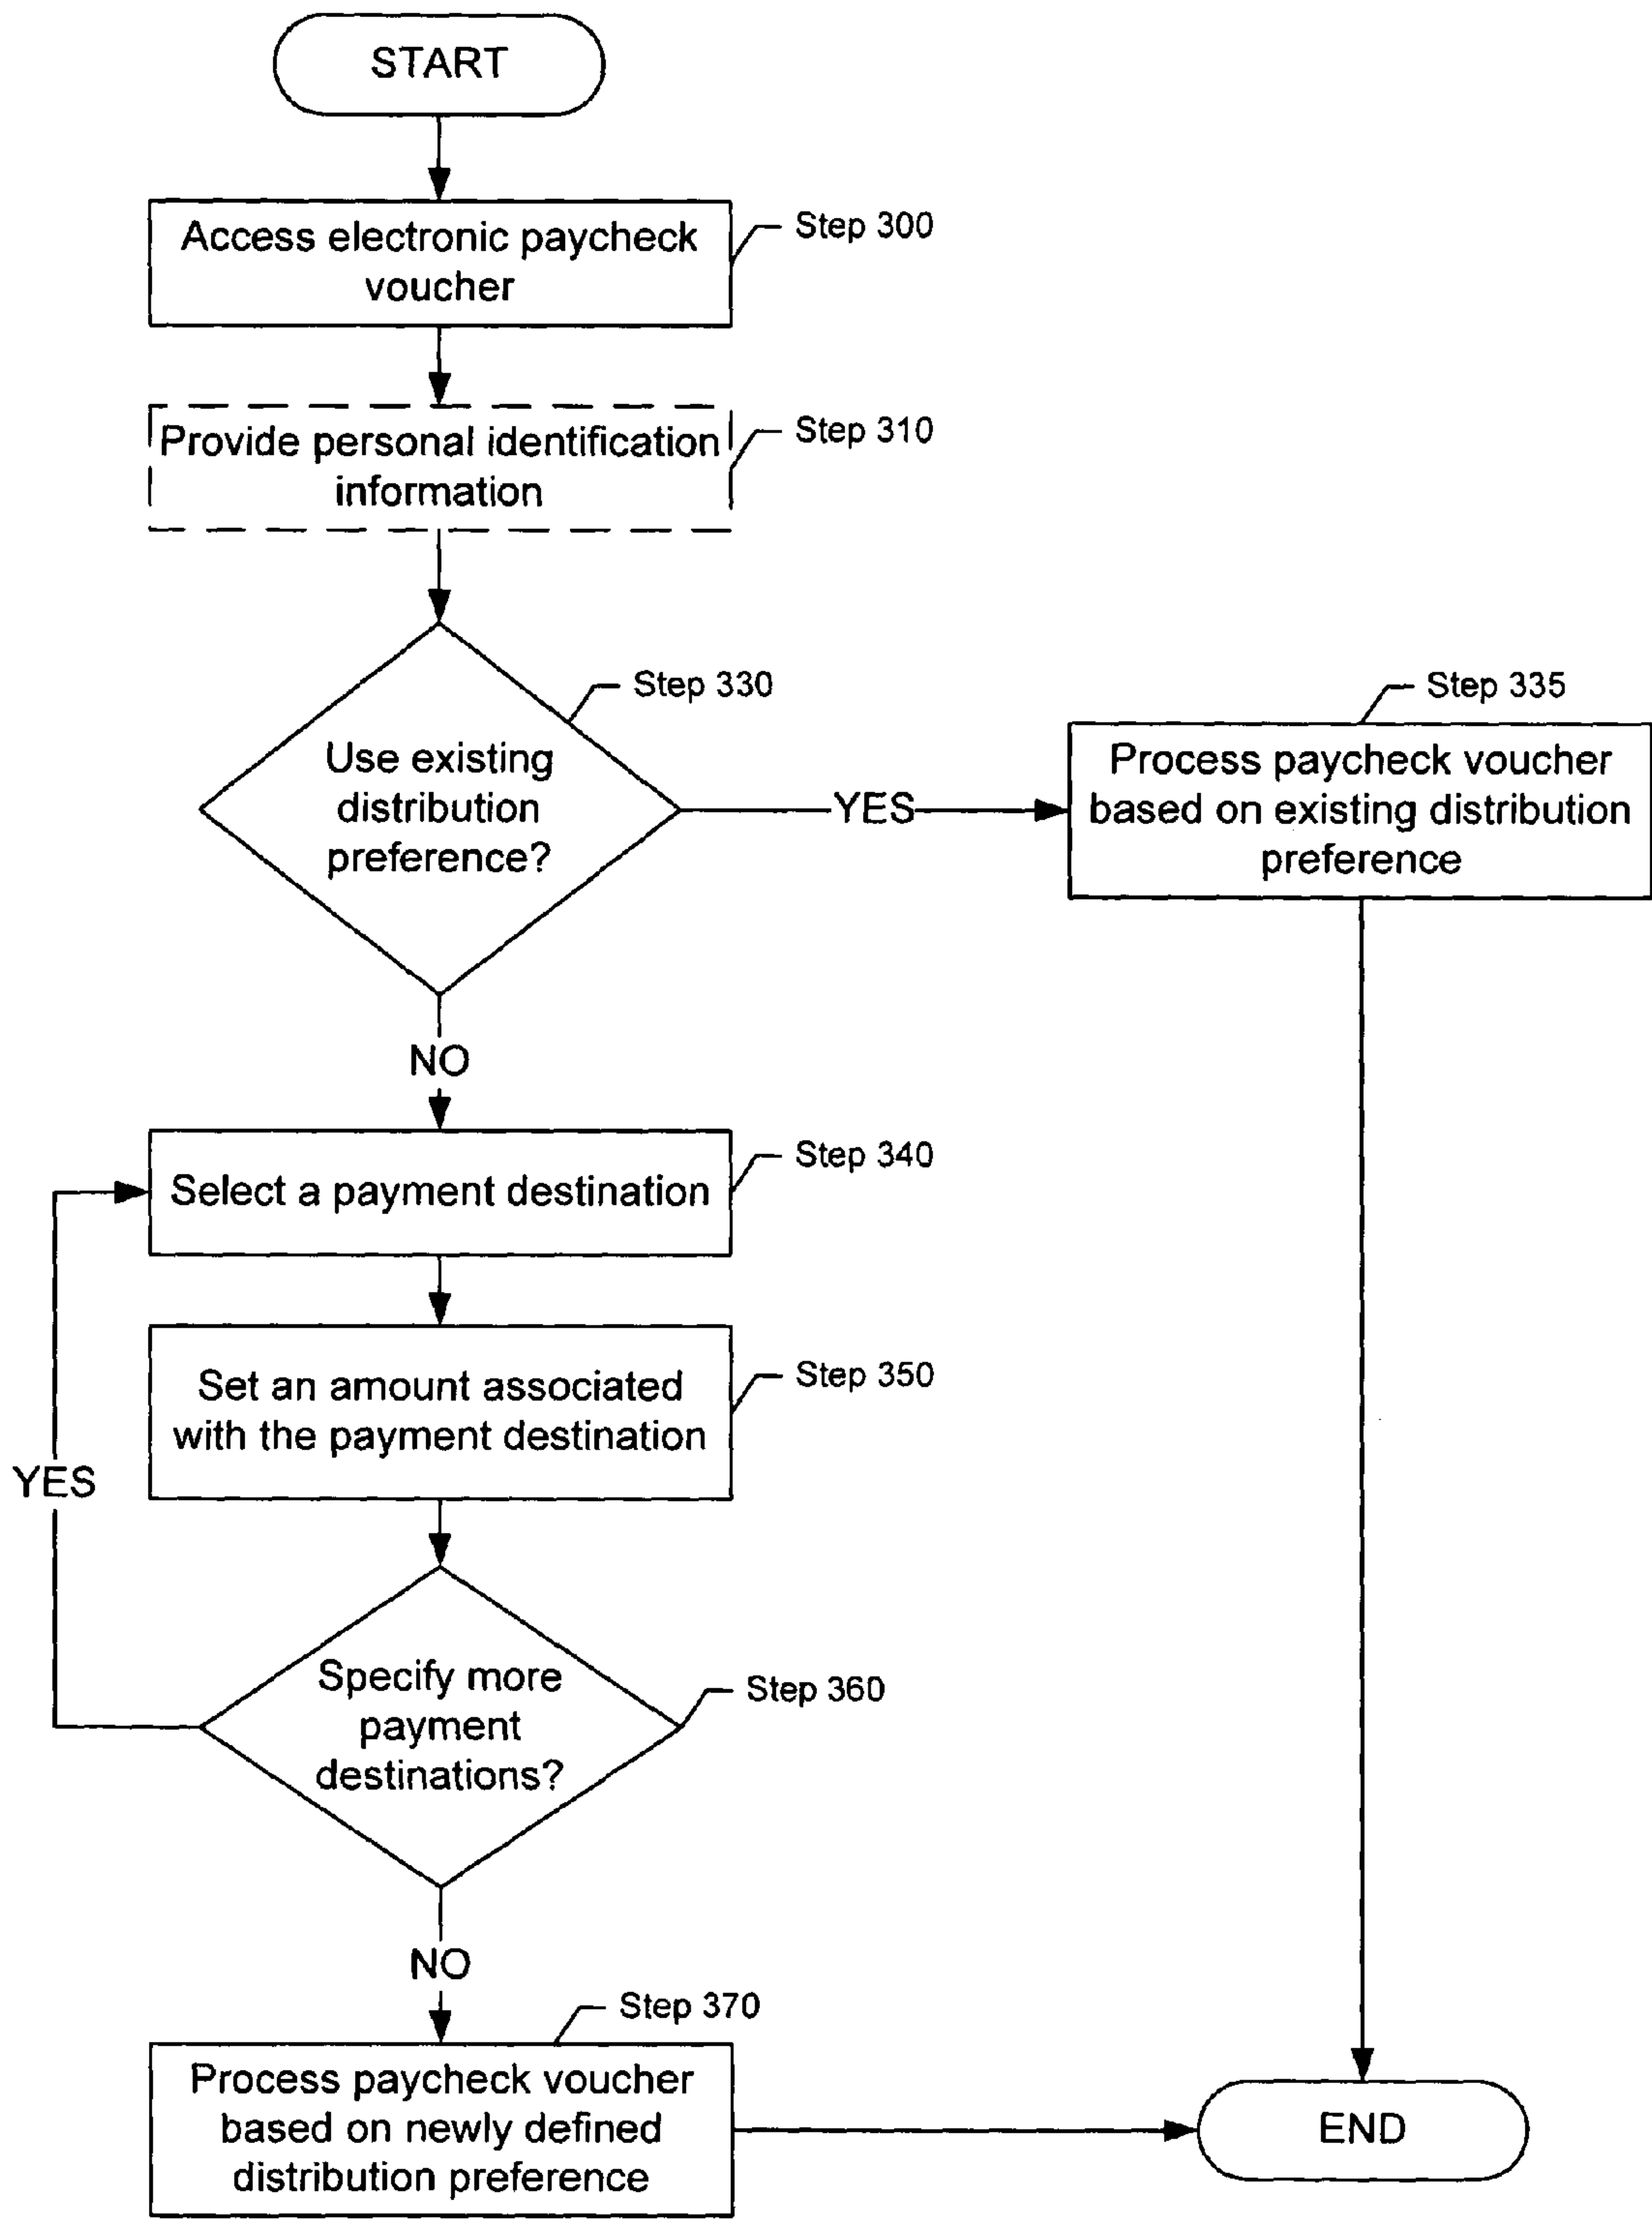 START
Access electronic paycheck
voucher
Step 300
Provide personal identification
information
Step 310
Step 330
Use existing
distribution
preference?
YES
Step 335
Process paycheck voucher
based on existing distribution
preference
NO
Step 340
Select a payment destination
Step 350
Set an amount associated
with the payment destination
YES
Specify more
payment
destinations?
Step 360
NO
Step 370
Process paycheck voucher
based on newly defined
distribution preference
END